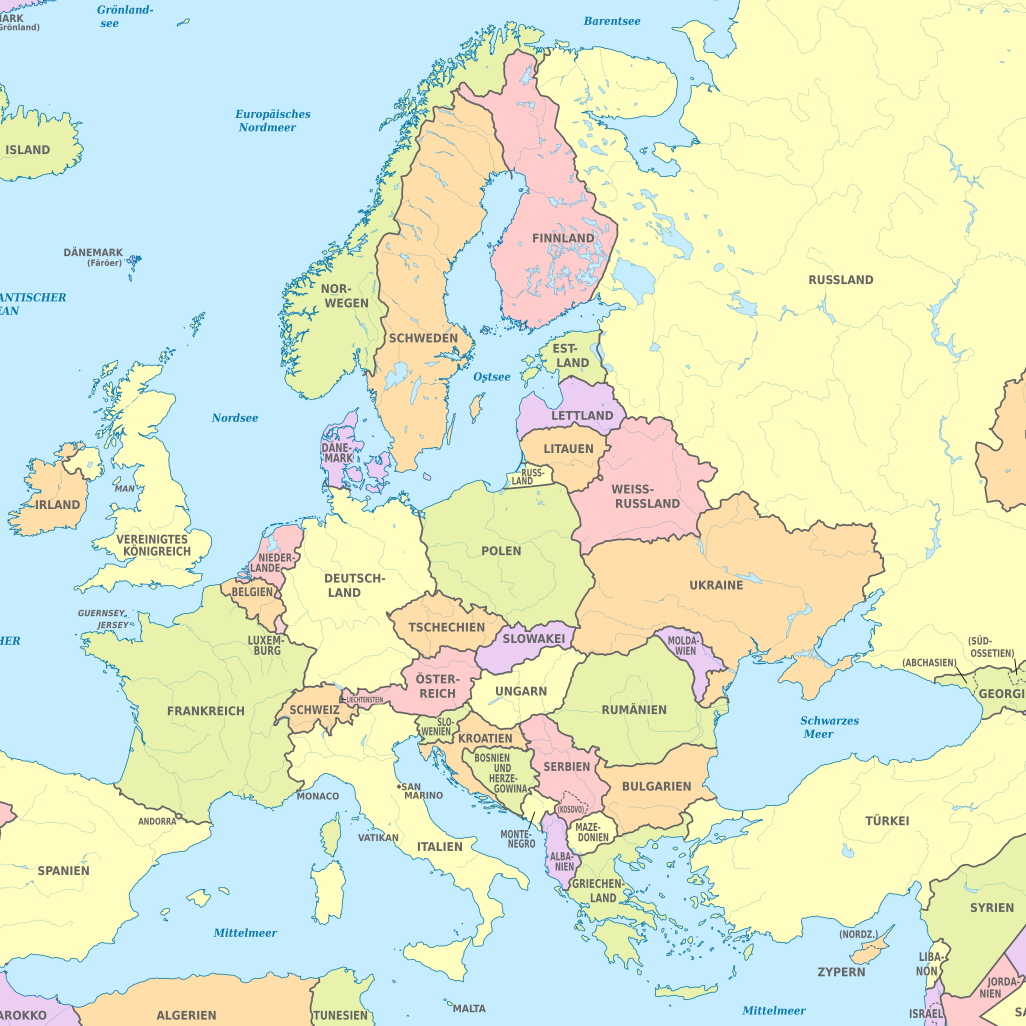 Grönland-
see
Barentsee
MARK
Grönland)
Europäisches
Nordmeer
ISLAND
DÄNEMARK
(Färöer)
ANTISCHER
EAN
FINNLAND
RUSSLAND
NOR-
WEGEN
SCHWEDEN
EST-
LAND
Ostsee
Nordsee
LETTLAND
DÄNE-
MARK
LITAUEN
RUSS-
LAND
WEISS-
RUSSLAND
MAN
IRLAND
VEREINIGTES
KÖNIGREICH
POLEN
NIEDER-
LANDE
DEUTSCH-
LAND
BELGIEN
UKRAINE
GUERNSEY
JERSEY
TSCHECHIEN
SLOWAKEI
LUXEM-
BURG
MOLDA-
WIEN
CHER
(SÜD-
OSSETIEN)
(ABCHASIEN)
ÖSTER-
REICH
UNGARN
GEORGI
LIECHTENSTEIN
SCHWEIZ
FRANKREICH
RUMÄNIEN
SLO-
WENIEN
KROATIEN
Schwarzes
Meer
BOSNIEN
UND
HERZE-
GOWINA
SERBIEN
BULGARIEN
SAN
MARINO
MONACO
(KOSOVO)
ANDORRA
MONTE-
NEGRO
MAZE-
DONIEN
TÜRKEI
VATIKAN
ITALIEN
ALBA-
NIEN
SPANIEN
GRIECHEN-
LAND
SYRIEN
Mittelmeer
(NORDZ.)
ZYPERN
LIBA-
NON
JORDA-
NIEN
MALTA
Mittelmeer
AROKKO
ALGERIEN
TUNESIEN
ISRAEL
SA